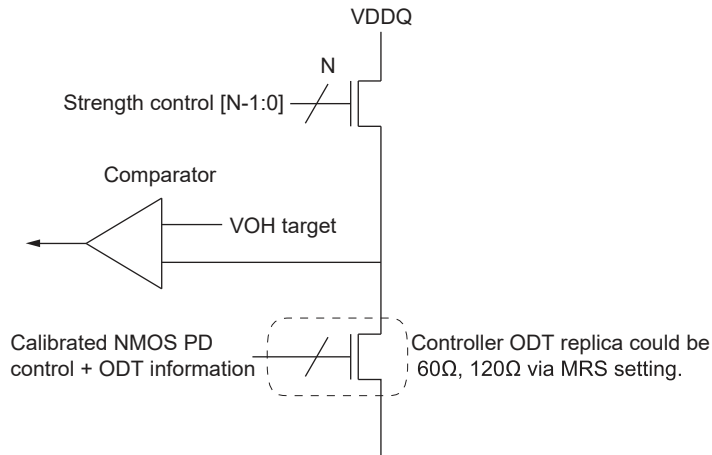 VDDQ
N
Strength control [N-1:0]
Comparator
VOH target
Calibrated NMOS PD
control + ODT information
Controller ODT replica could be
60Ω, 120Ω via MRS setting.